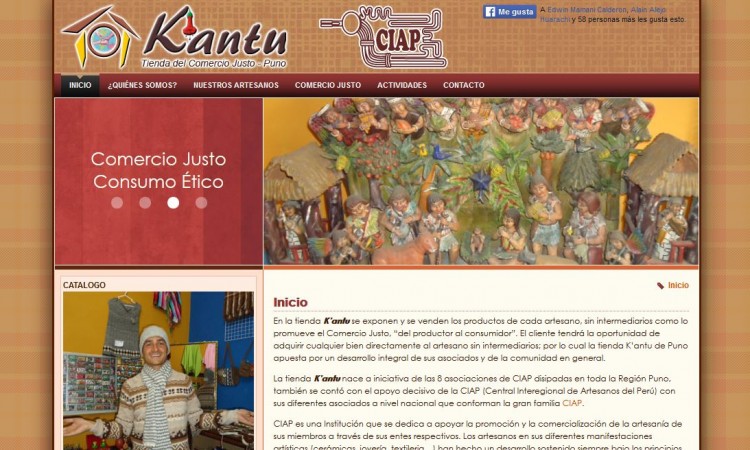 K'antu
Tienda del Comercio Justo - Puno
CIAP
Me gusta
A Edwin Mamani Calderon, Alain Alejo
Huarachi y 58 personas más les gusta esto.
INICIO ¿QUIÉNES SOMOS? NUESTROS ARTESANOS COMERCIO JUSTO ACTIVIDADES CONTACTO
Comercio Justo
Consumo Ético
CATALOGO
Inicio
Inicio
En la tienda K'antu se exponen y se venden los productos de cada artesano, sin intermediarios como lo
promueve el Comercio Justo, “del productor al consumidor”. El cliente tendrá la oportunidad de
adquirir cualquier bien directamente al artesano sin intermediarios; por lo cual la tienda K’antu de Puno
apuesta por un desarrollo integral de sus asociados y de la comunidad en general.
La tienda K'antu nace a iniciativa de las 8 asociaciones de CIAP disipadas en toda la Región Puno,
también se contó con el apoyo decisivo de la CIAP (Central Interegional de Artesanos del Perú) con
sus diferentes asociados a nivel nacional que conforman la gran familia CIAP.
CIAP es una Institución que se dedica a apoyar la promoción y la comercialización de la artesanía de
sus miembros a través de sus entes respectivos. Los artesanos en sus diferentes manifestaciones
artísticas (cerámicas, joyería, textilería...) han hecho un desarrollo sostenido siempre bajo los principios